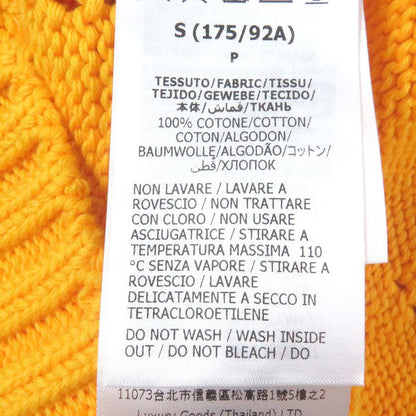 S (175/92A)
P
TESSUTO/FABRIC/TISSU/
TEJIDO/GEWEBE/TECIDO/
本体/قماش/ТКАНЬ
100% COTONE/COTTON/
COTON/ALGODON/
BAUMWOLLE/ALGODÃO/コットン/
قطن/ХЛОПОК
NON LAVARE / LAVARE A
ROVESCIO / NON TRATTARE
CON CLORO / NON USARE
ASCIUGATRICE / STIRARE A
TEMPERATURA MASSIMA 110
°C SENZA VAPORE / STIRARE A
ROVESCIO / LAVARE
DELICATAMENTE A SECCO IN
TETRACLOROETILENE
DO NOT WASH / WASH INSIDE
OUT / DO NOT BLEACH / DO
11073台北市信義區松高路1號5樓之2
Luxury Goods (Thailand) / TD